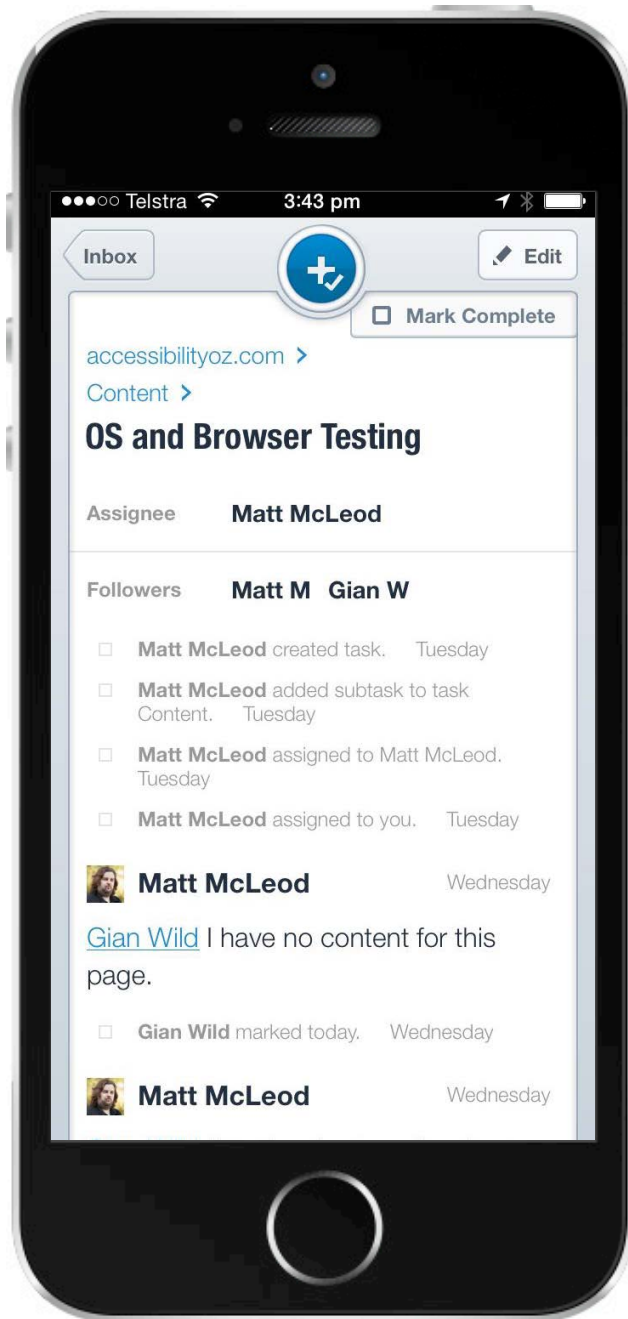 Telstra 3:43 pm
Inbox Edit
Mark Complete
accessibilityoz.com >
Content >
OS and Browser Testing
Assignee Matt McLeod
Followers Matt M Gian W
Matt McLeod created task. Tuesday
Matt McLeod added subtask to task
Content. Tuesday
Matt McLeod assigned to Matt McLeod.
Tuesday
Matt McLeod assigned to you. Tuesday
Matt McLeod Wednesday
Gian Wild I have no content for this
page.
Gian Wild marked today. Wednesday
Matt McLeod Wednesday